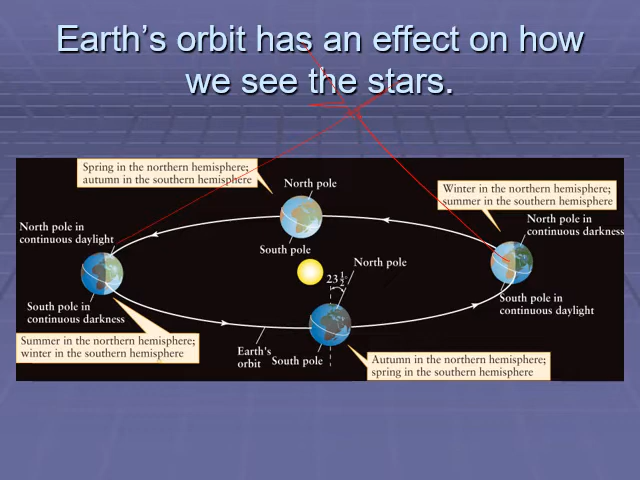 Earth's orbit has an effect on how
we see the stars.
Spring in the northern hemisphere;
autumn in the southern hemisphere
North pole
Winter in the northern hemisphere;
summer in the southern hemisphere
North pole in
continuous daylight
North pole in
continuous darkness
South pole
North pole
23½°
South pole in
continuous darkness
South pole in
continuous daylight
Summer in the northern hemisphere;
winter in the southern hemisphere
Earth's
orbit
South pole
Autumn in the northern hemisphere;
spring in the southern hemisphere